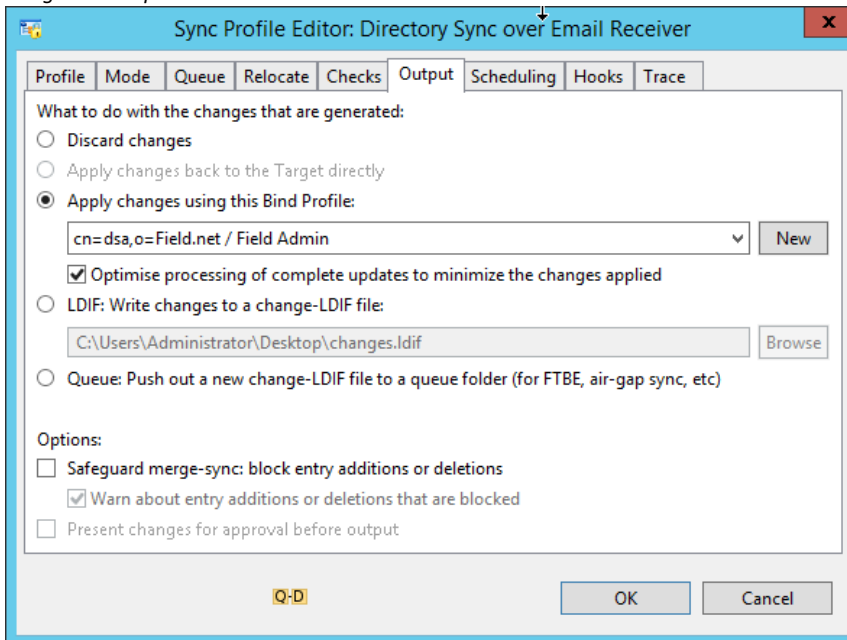 Sync Profile Editor: Directory Sync over Email Receiver
x
Profile Mode Queue Relocate Checks Output Scheduling Hooks Trace
What to do with the changes that are generated:
Discard changes
Apply changes back to the Target directly
Apply changes using this Bind Profile:
cn=dsa,o=Field.net / Field Admin
New
Optimise processing of complete updates to minimize the changes applied
LDIF: Write changes to a change-LDIF file:
C:\Users\Administrator\Desktop\changes.ldif
Browse
Queue: Push out a new change-LDIF file to a queue folder (for FTBE, air-gap sync, etc)
Options:
Safeguard merge-sync: block entry additions or deletions
Warn about entry additions or deletions that are blocked
Present changes for approval before output
Q-D
OK
Cancel